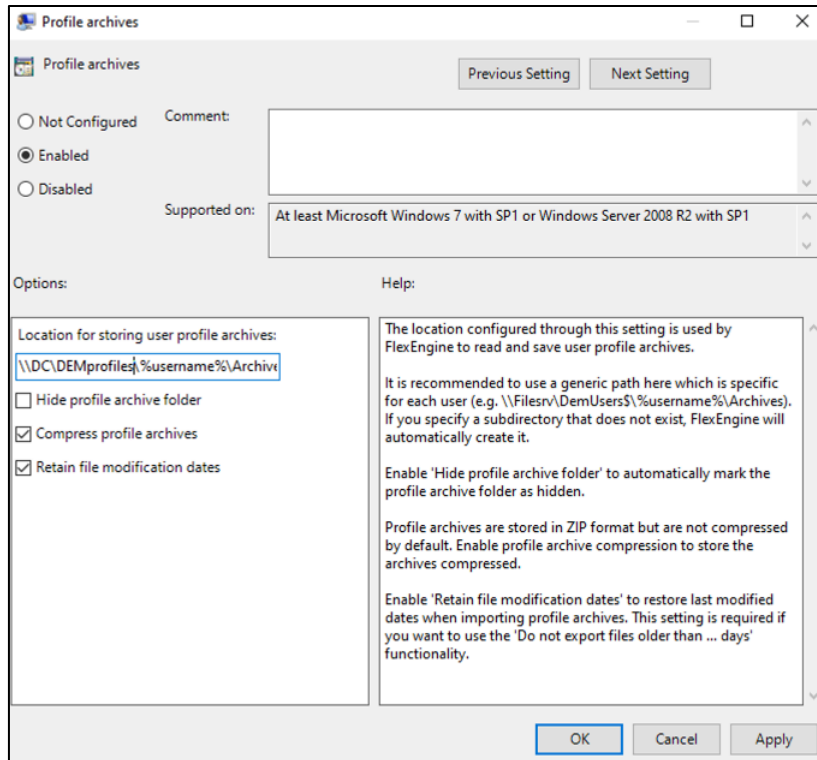 Profile archives
Profile archives
Previous Setting
Next Setting
Not Configured
Comment:
Enabled
Disabled
Supported on:
At least Microsoft Windows 7 with SP1 or Windows Server 2008 R2 with SP1
Options:
Help:
Location for storing user profile archives:
\\DC\DEMprofiles\%username%\Archive
Hide profile archive folder
Compress profile archives
Retain file modification dates
The location configured through this setting is used by
FlexEngine to read and save user profile archives.
It is recommended to use a generic path here which is specific
for each user (e.g. \\Filesrv\DemUsers$\%username%\Archives).
If you specify a subdirectory that does not exist, FlexEngine will
automatically create it.
Enable 'Hide profile archive folder' to automatically mark the
profile archive folder as hidden.
Profile archives are stored in ZIP format but are not compressed
by default. Enable profile archive compression to store the
archives compressed.
Enable 'Retain file modification dates' to restore last modified
dates when importing profile archives. This setting is required if
you want to use the 'Do not export files older than ... days'
functionality.
OK
Cancel
Apply